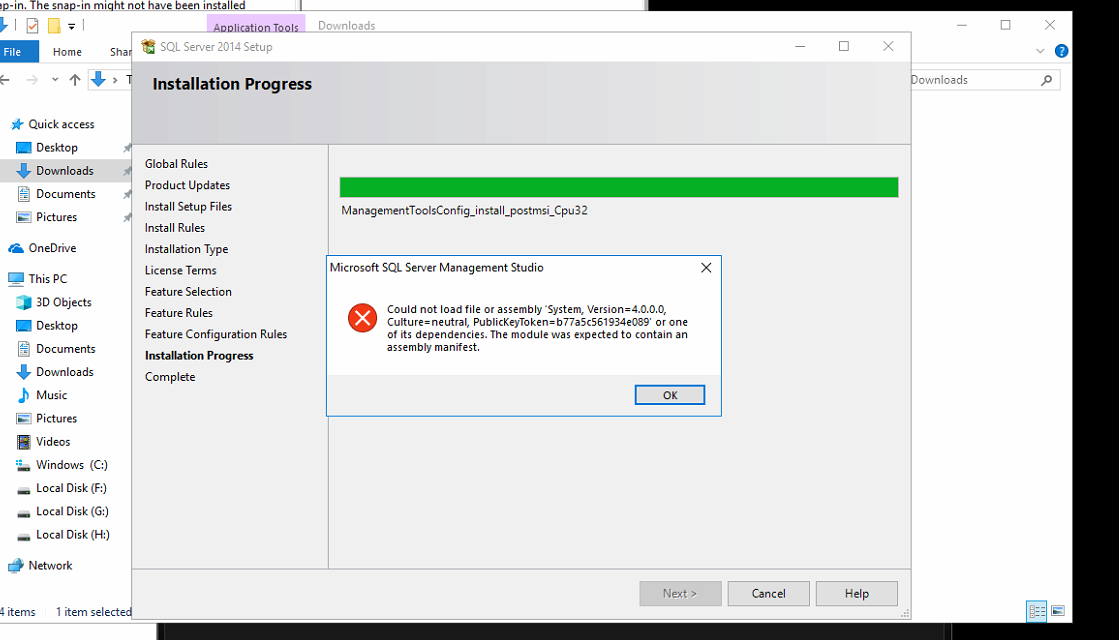 ap-in. The snap-in might not have been installed
Application Tools
Downloads
File
Home
Shar
SQL Server 2014 Setup
Installation Progress
T
Downloads
Quick access
Desktop
Downloads
Documents
Pictures
OneDrive
This PC
3D Objects
Desktop
Documents
Downloads
Music
Pictures
Videos
Windows (C:)
Local Disk (F:)
Local Disk (G:)
Local Disk (H:)
Network
4 items
1 item selected
Global Rules
Product Updates
Install Setup Files
Install Rules
Installation Type
License Terms
Feature Selection
Feature Rules
Feature Configuration Rules
Installation Progress
Complete
ManagementToolsConfig_install_postmsi_Cpu32
Microsoft SQL Server Management Studio
Could not load file or assembly 'System, Version=4.0.0.0,
Culture=neutral, PublicKeyToken=b77a5c561934e089' or one
of its dependencies. The module was expected to contain an
assembly manifest.
OK
Next >
Cancel
Help